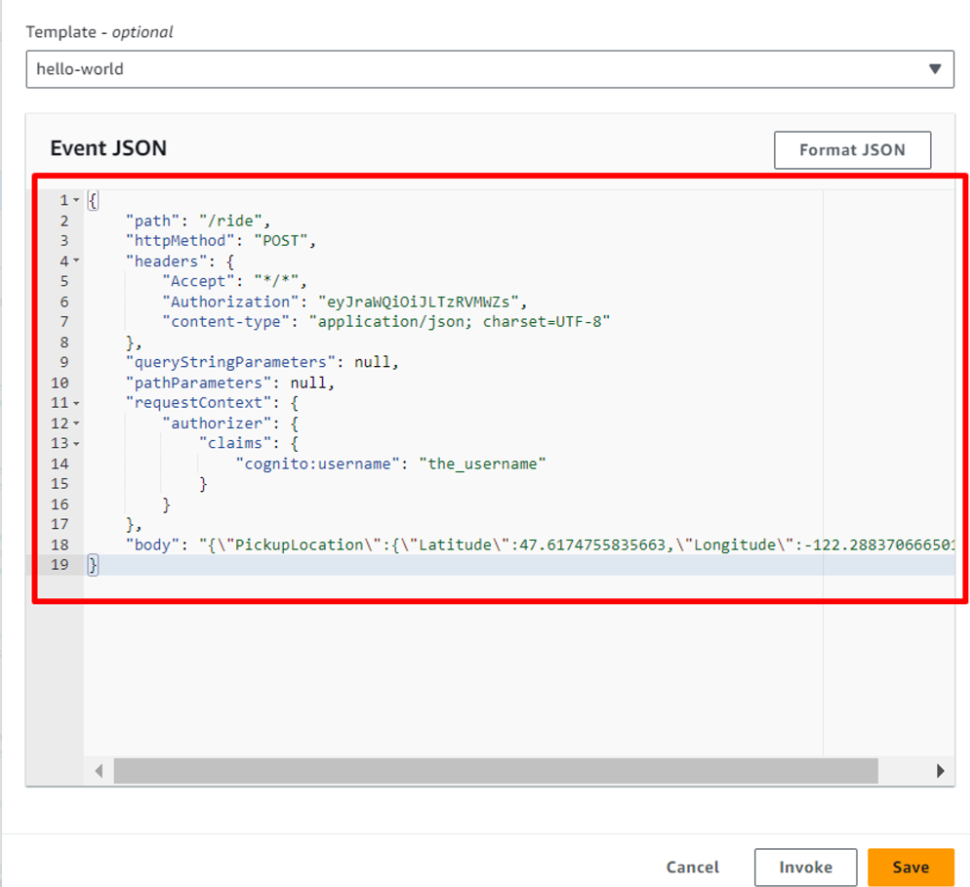 Template - optional
hello-world
Event JSON
Format JSON
1 {
2 "path": "/ride",
3 "httpMethod": "POST",
4 "headers": {
5 "Accept": "*/*",
6 "Authorization": "eyJraWQiOiJLTzRVMWZs",
7 "content-type": "application/json; charset=UTF-8"
8 },
9 "queryStringParameters": null,
10 "pathParameters": null,
11 "requestContext": {
12 "authorizer": {
13 "claims": {
14 "cognito:username": "the_username"
15 }
16 }
17 },
18 "body": "{\"PickupLocation\":{\"Latitude\":47.6174755835663,\"Longitude\":-122.28837066650
19 }
Cancel
Invoke
Save